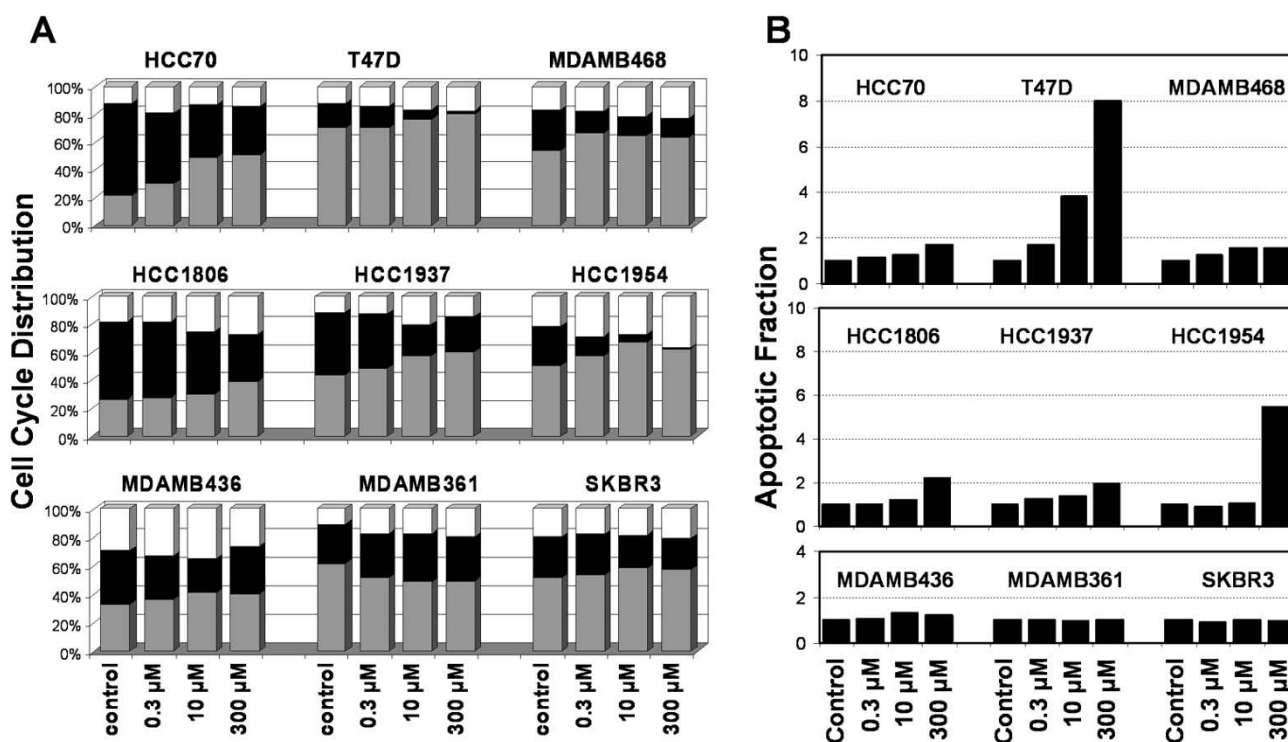 A
HCC70 T47D MDAMB468
100%
80%
60%
40%
20%
0%
HCC1806 HCC1937 HCC1954
100%
80%
60%
40%
20%
0%
MDAMB436 MDAMB361 SKBR3
100%
80%
60%
40%
20%
0%
control 0.3 µM 10 µM 300 µM control 0.3 µM 10 µM 300 µM control 0.3 µM 10 µM 300 µM
Cell Cycle Distribution
B
10
HCC70 T47D MDAMB468
8
6
4
2
0
10
HCC1806 HCC1937 HCC1954
8
6
4
2
0
4
MDAMB436 MDAMB361 SKBR3
2
0
Control 0.3 µM 10 µM 300 µM Control 0.3 µM 10 µM 300 µM Control 0.3 µM 10 µM 300 µM
Apoptotic Fraction